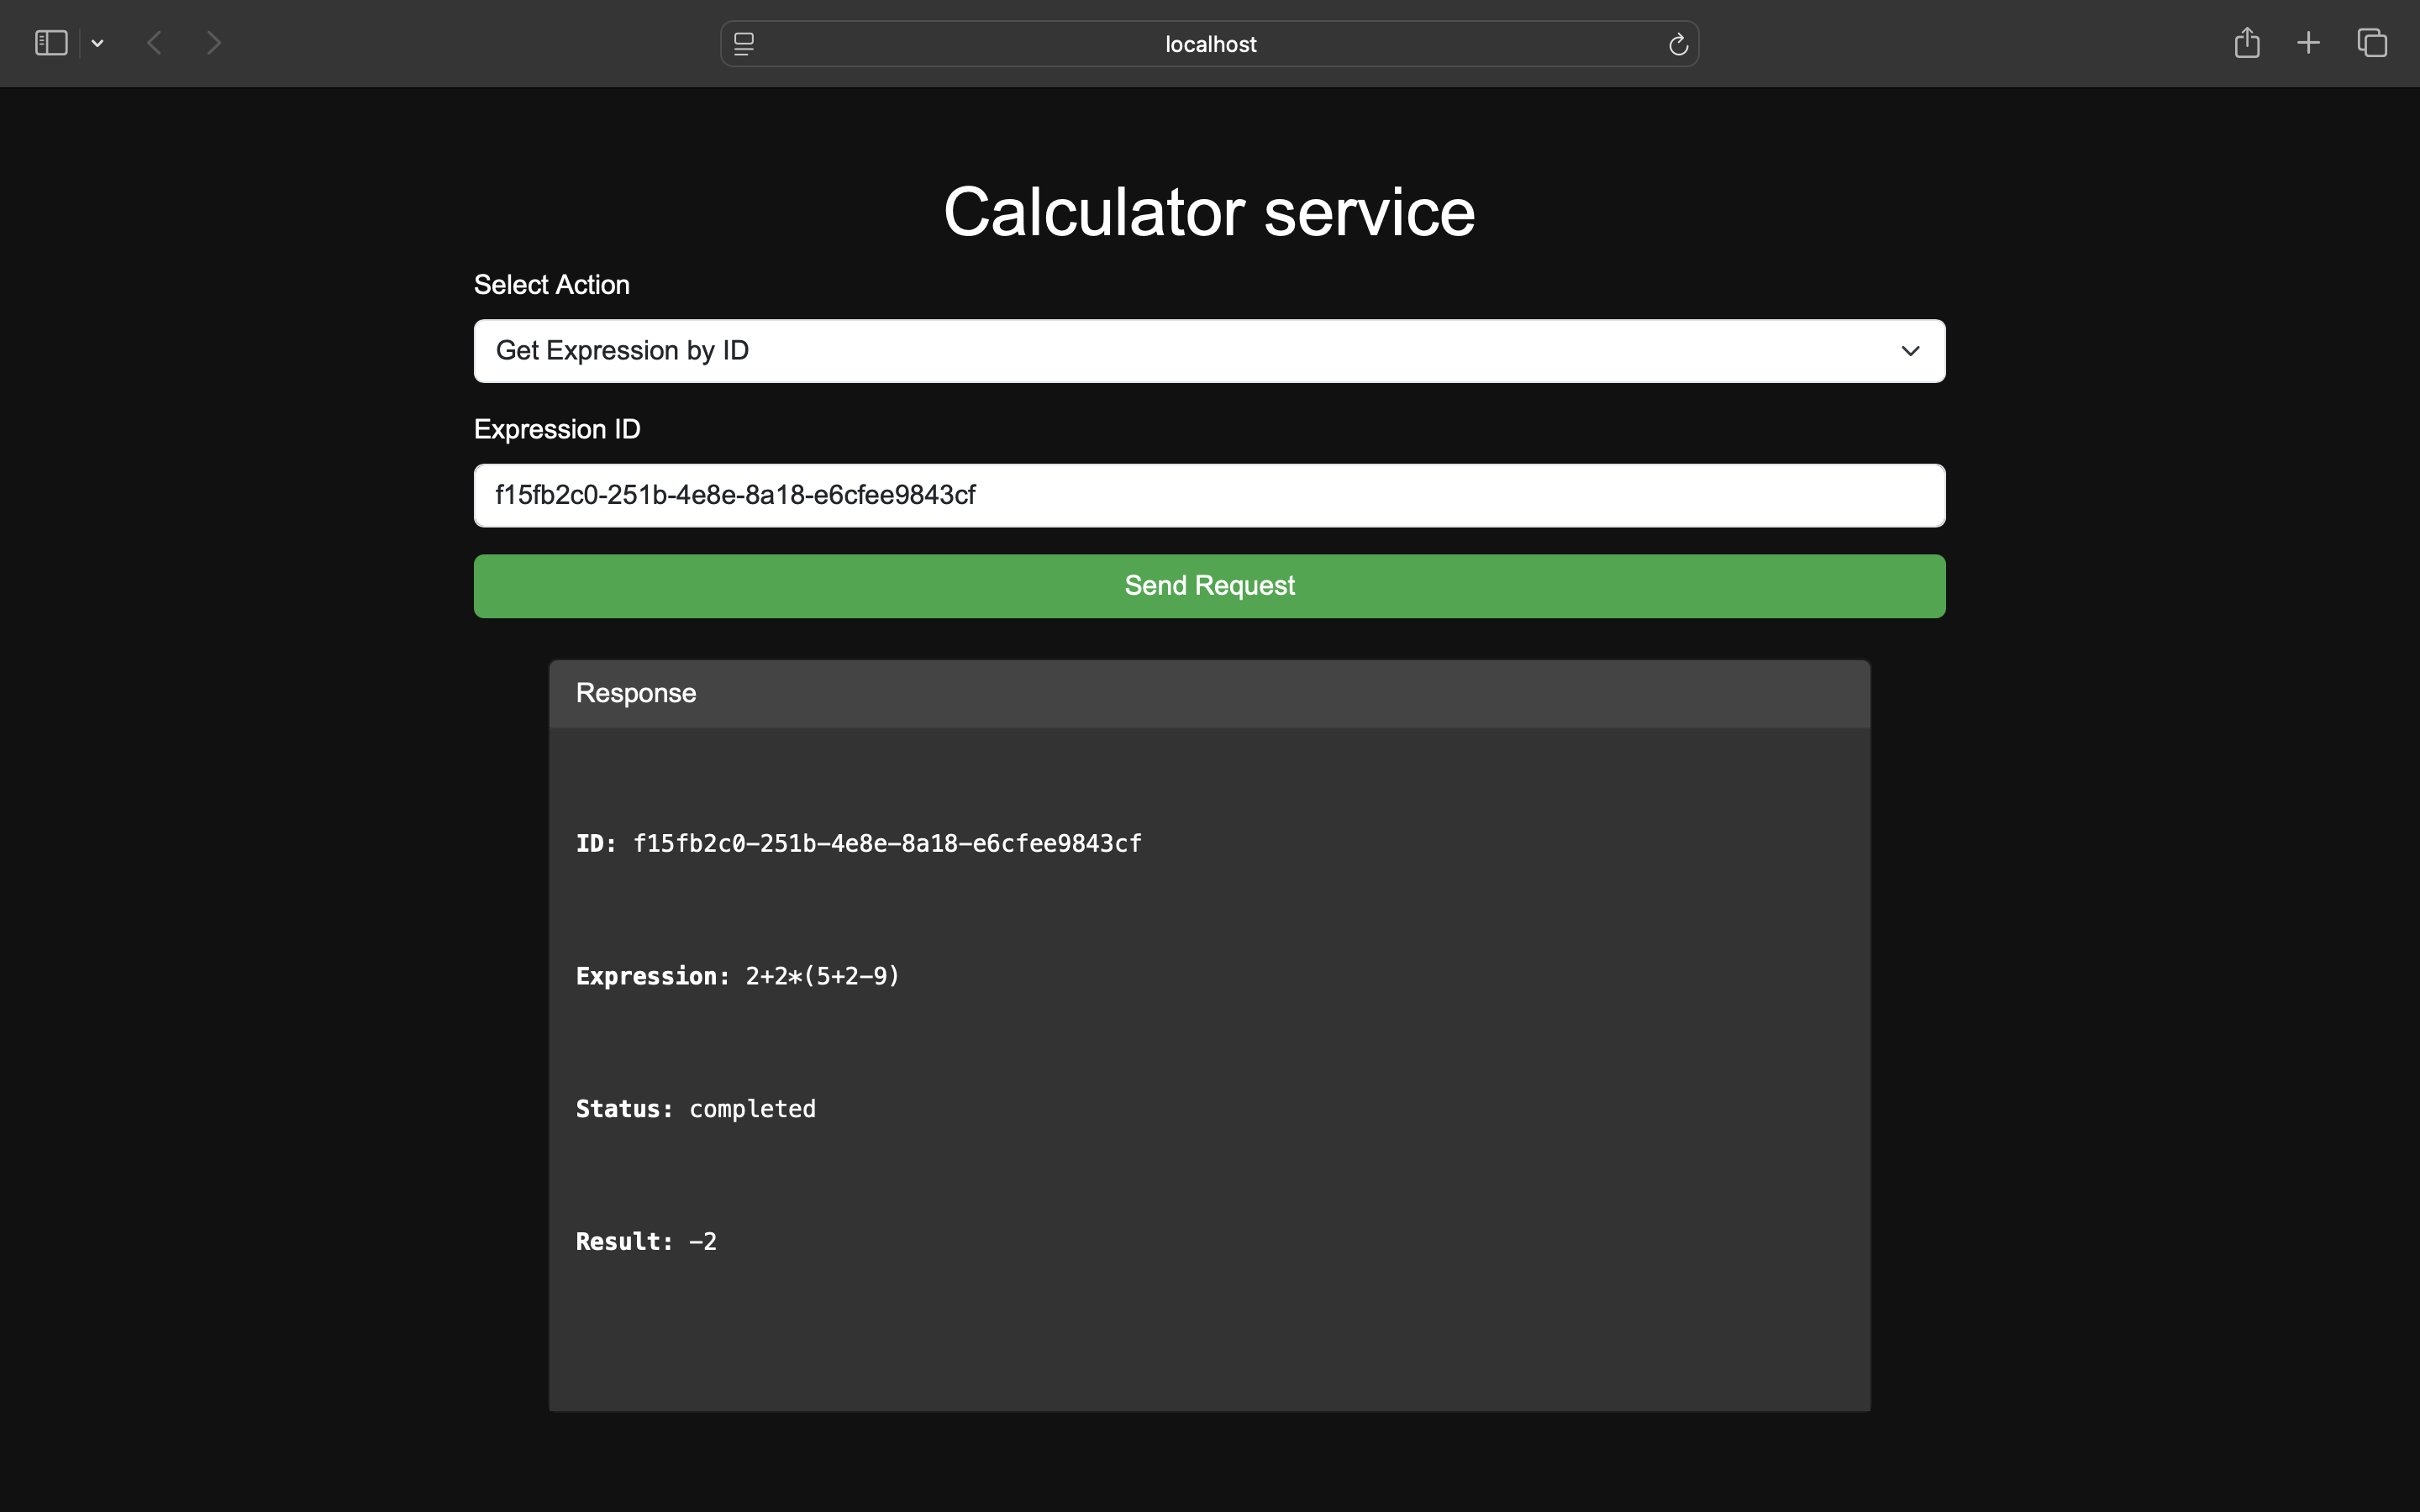 localhost
Calculator service
Select Action
Get Expression by ID
Expression ID
f15fb2c0-251b-4e8e-8a18-e6cfee9843cf
Send Request
Response
ID: f15fb2c0-251b-4e8e-8a18-e6cfee9843cf
Expression: 2+2*(5+2-9)
Status: completed
Result: -2